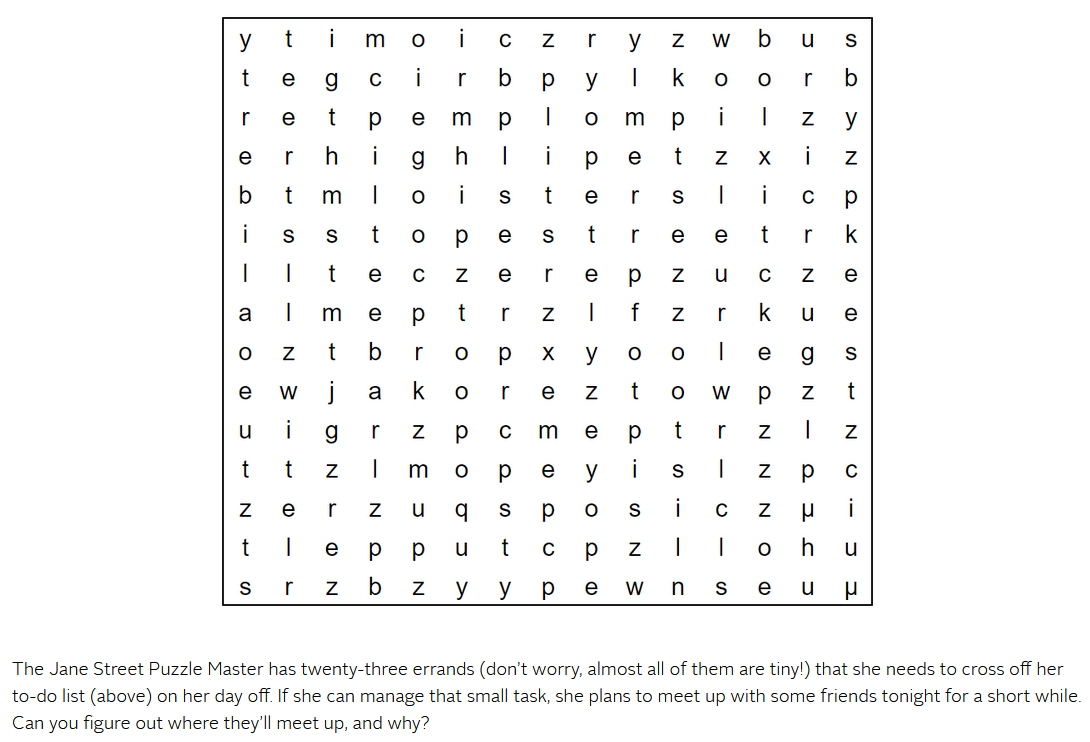 y t i m o i c z r y z w b u s
t e g c i r b p y l k o o r b
r e t p e m p l o m p i l z y
e r h i g h l i p e t z x i z
b t m l o i s t e r s l i c p
i s s t o p e s t r e e t r k
l l t e c z e r e p z u c z e
a l m e p t r z l f z r k u e
o z t b r o p x y o o l e g s
e w j a k o r e z t o w p z t
u i g r z p c m e p t r z l z
t t z l m o p e y i s l z p c
z e r z u q s p o s i c z μ i
t l e p p u t c p z l l o h u
s r z b z y y p e w n s e u μ
The Jane Street Puzzle Master has twenty-three errands (don't worry, almost all of them are tiny!) that she needs to cross off her
to-do list (above) on her day off. If she can manage that small task, she plans to meet up with some friends tonight for a short while.
Can you figure out where they'll meet up, and why?